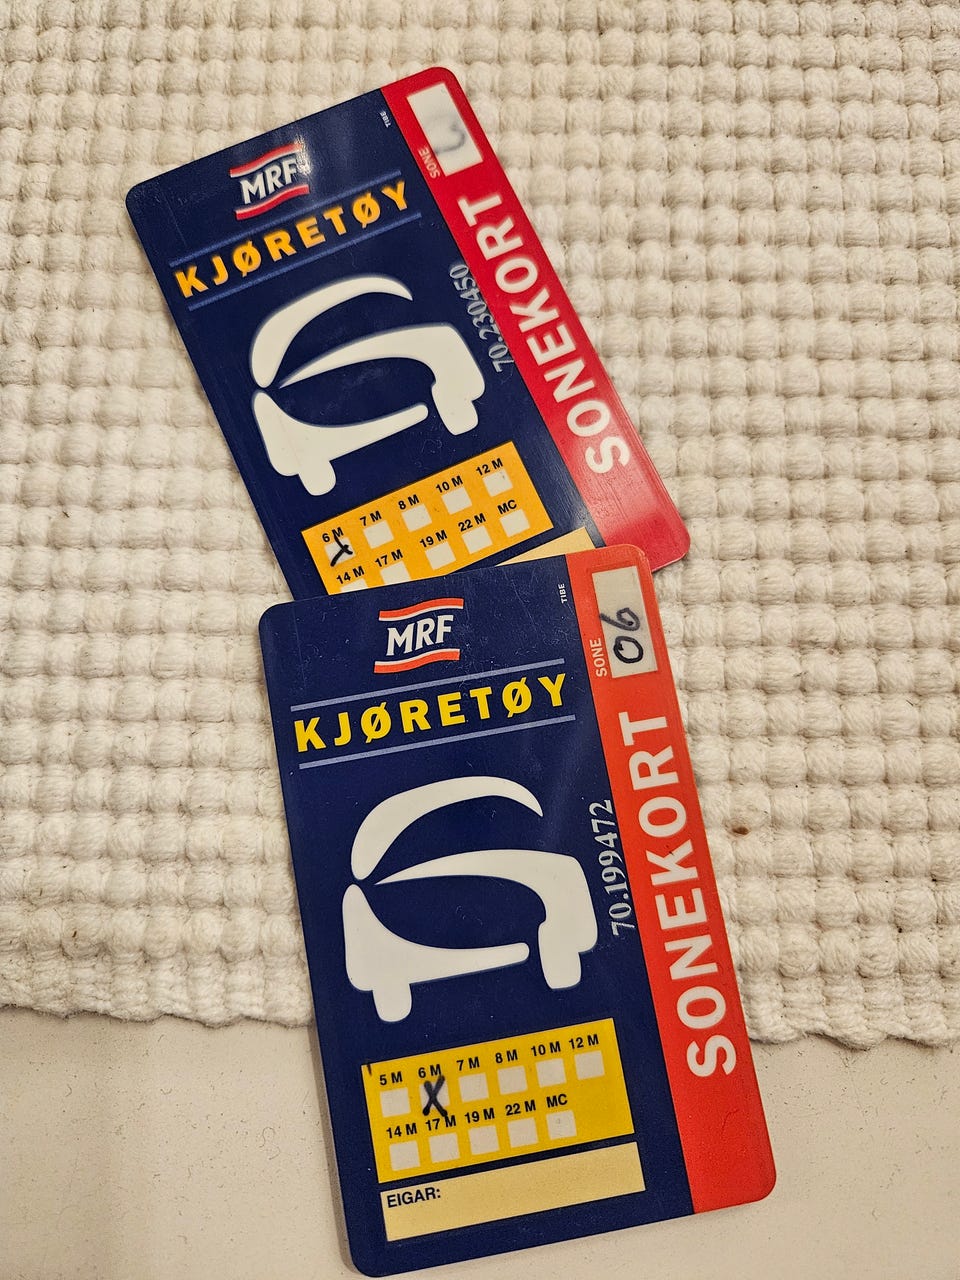 MRF
TIBE
KJØRETØY
SONE
SONEKORT
70.230450
6 M 7 M 8 M 10 M 12 M
14 M 17 M 19 M 22 M MC
MRF
TIBE
KJØRETØY
SONE
06
SONEKORT
70.199472
5 M 6 M 7 M 8 M 10 M 12 M
X
14 M 17 M 19 M 22 M MC
EIGAR: